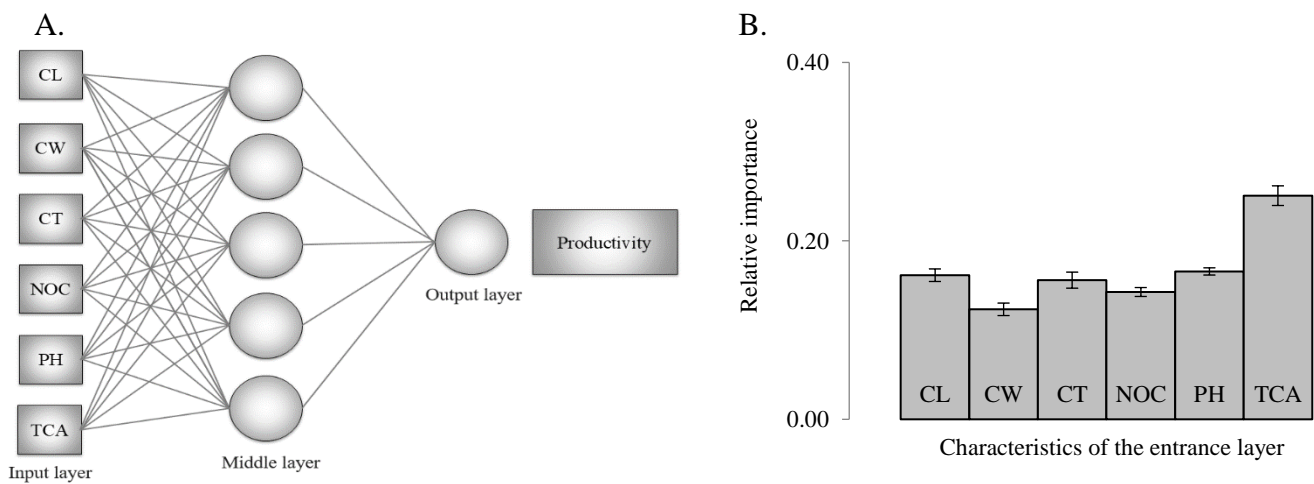 A.
CL
CW
CT
NOC
PH
TCA
Input layer
Middle layer
Output layer
Productivity
B.
Relative importance
0.40
0.20
0.00
CL CW CT NOC PH TCA
Characteristics of the entrance layer